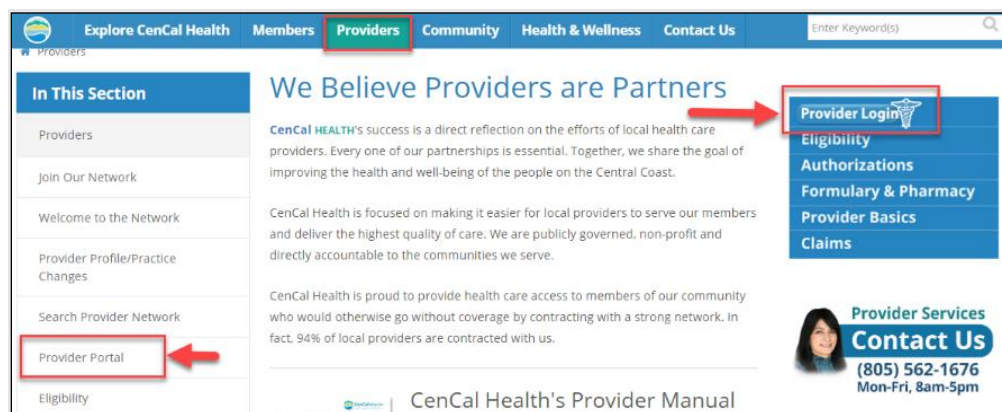 Explore CenCal Health Members Providers Community Health & Wellness Contact Us Enter Keyword(s)
Providers
In This Section
Providers
Join Our Network
Welcome to the Network
Provider Profile/Practice
Changes
Search Provider Network
Provider Portal
Eligibility
We Believe Providers are Partners
CenCal HEALTH's success is a direct reflection on the efforts of local health care
providers. Every one of our partnerships is essential. Together, we share the goal of
improving the health and well-being of the people on the Central Coast.
CenCal Health is focused on making it easier for local providers to serve our members
and deliver the highest quality of care. We are publicly governed, non-profit and
directly accountable to the communities we serve.
CenCal Health is proud to provide health care access to members of our community
who would otherwise go without coverage by contracting with a strong network. In
fact, 94% of local providers are contracted with us.
CenCal Health's Provider Manual
Provider Login
Eligibility
Authorizations
Formulary & Pharmacy
Provider Basics
Claims
Provider Services
Contact Us
(805) 562-1676
Mon-Fri, 8am-5pm